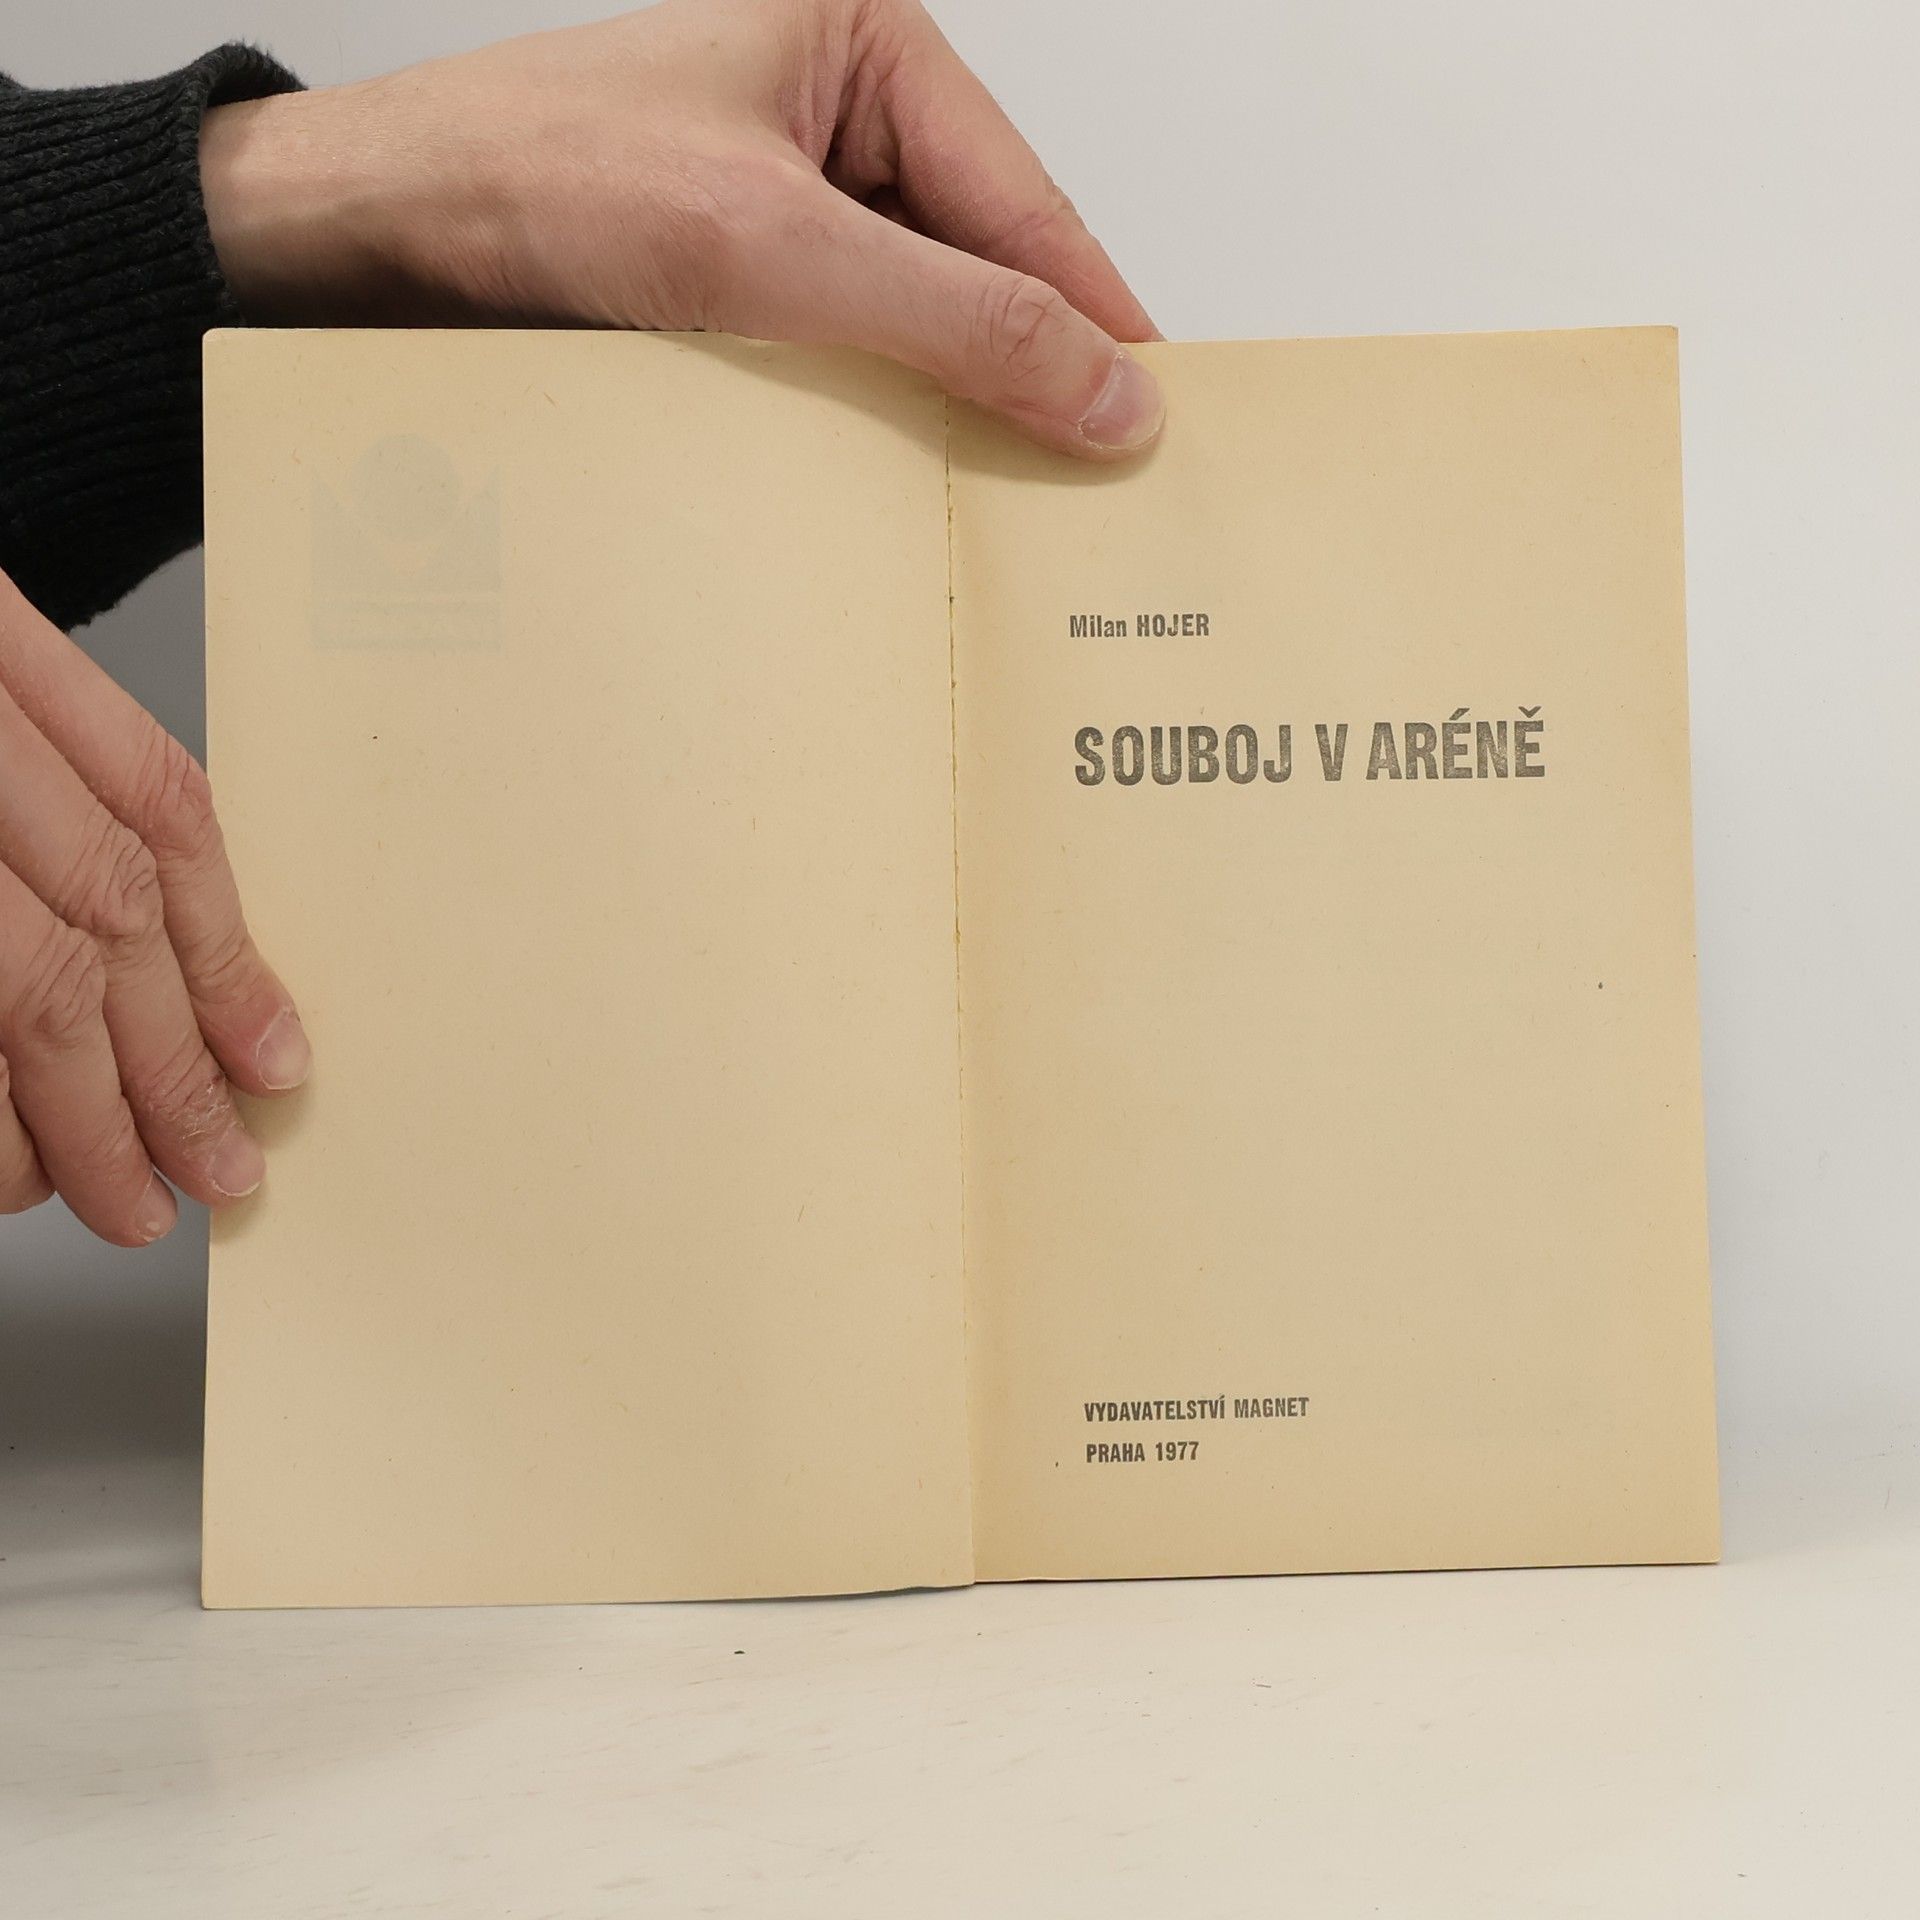 Milan HOJER
SOUBOJ V ARÉNĚ
VYDAVATELSTVÍ MAGNET
PRAHA 1977